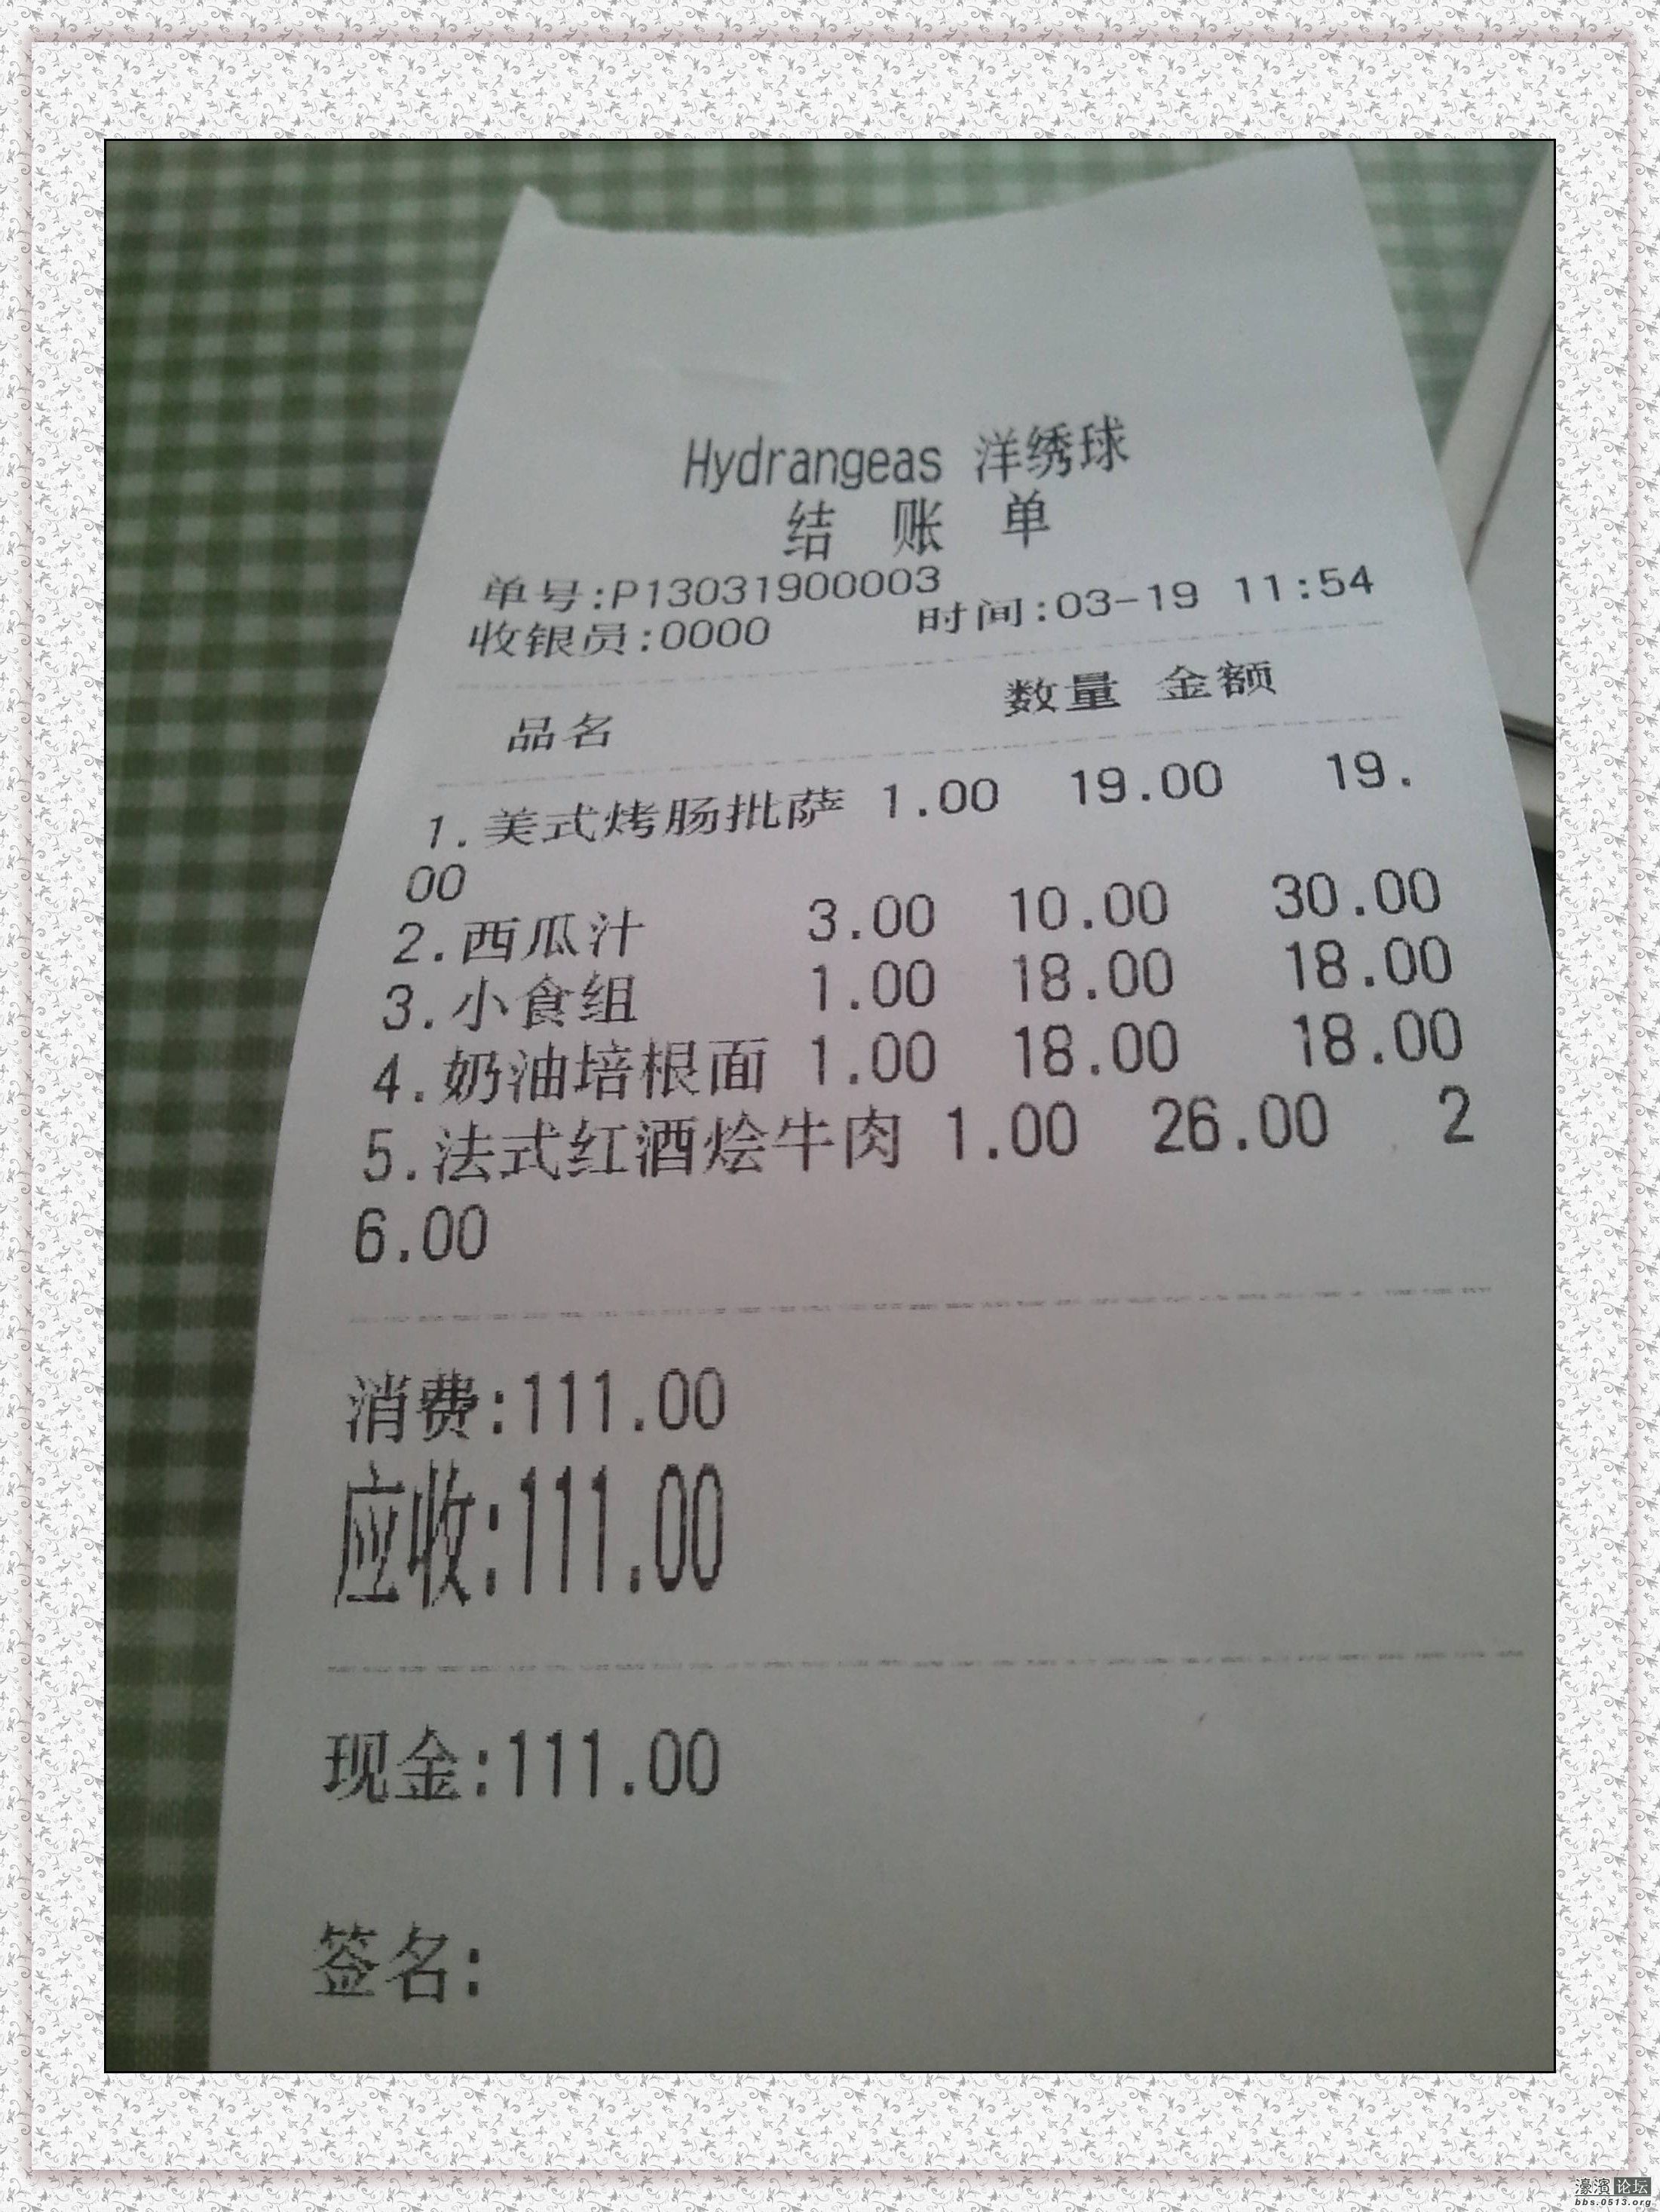 Hydrangeas 洋绣球
结 账 单
单号:P13031900003
收银员:0000 时间:03-19 11:54
品名 数量 金额
1.美式烤肠批萨 1.00 19.00 19.
00
2.西瓜汁 3.00 10.00 30.00
3.小食组 1.00 18.00 18.00
4.奶油培根面 1.00 18.00 18.00
5.法式红酒烩牛肉 1.00 26.00 2
6.00
消费:111.00
应收:111.00
现金:111.00
签名:
濠滨论坛
bbs.0513.org